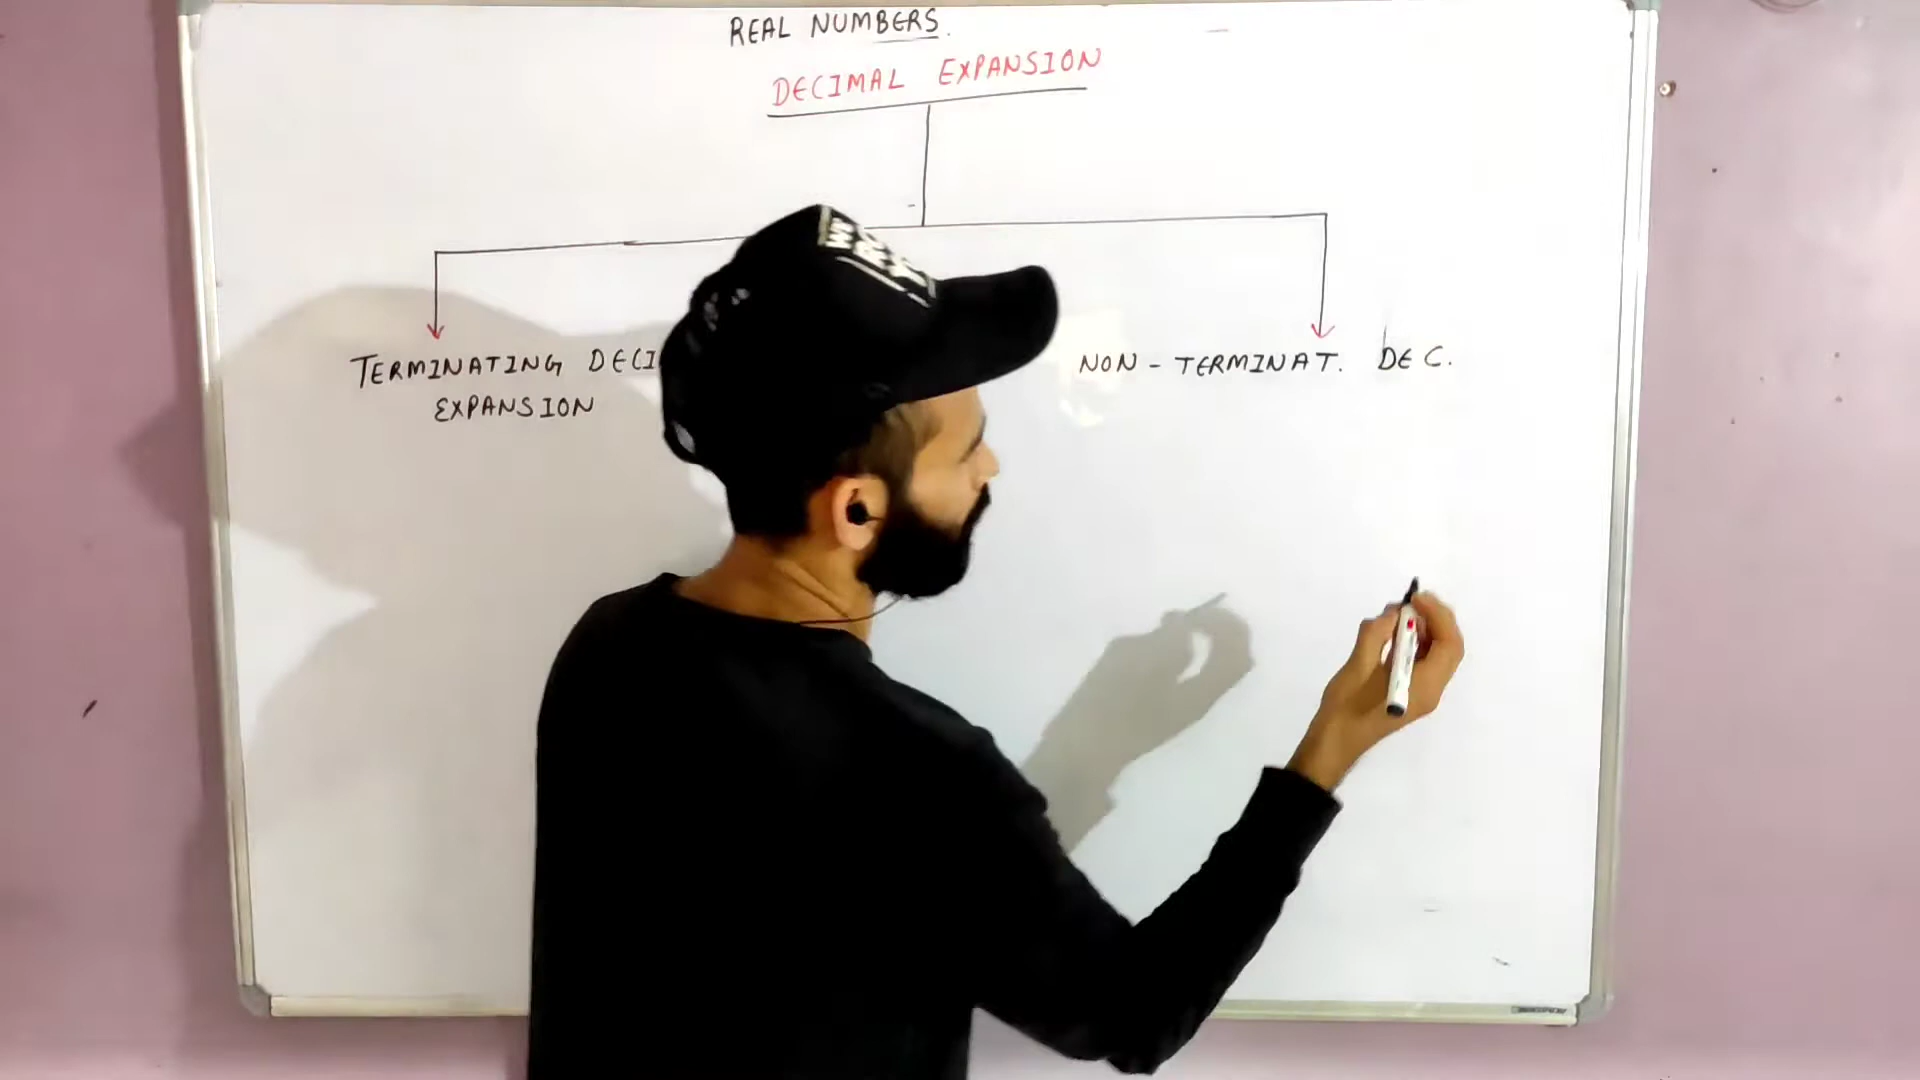 REAL NUMBERS.
DECIMAL EXPANSION
TERMINATING DECI
EXPANSION
NON - TERMINAT. DEC.